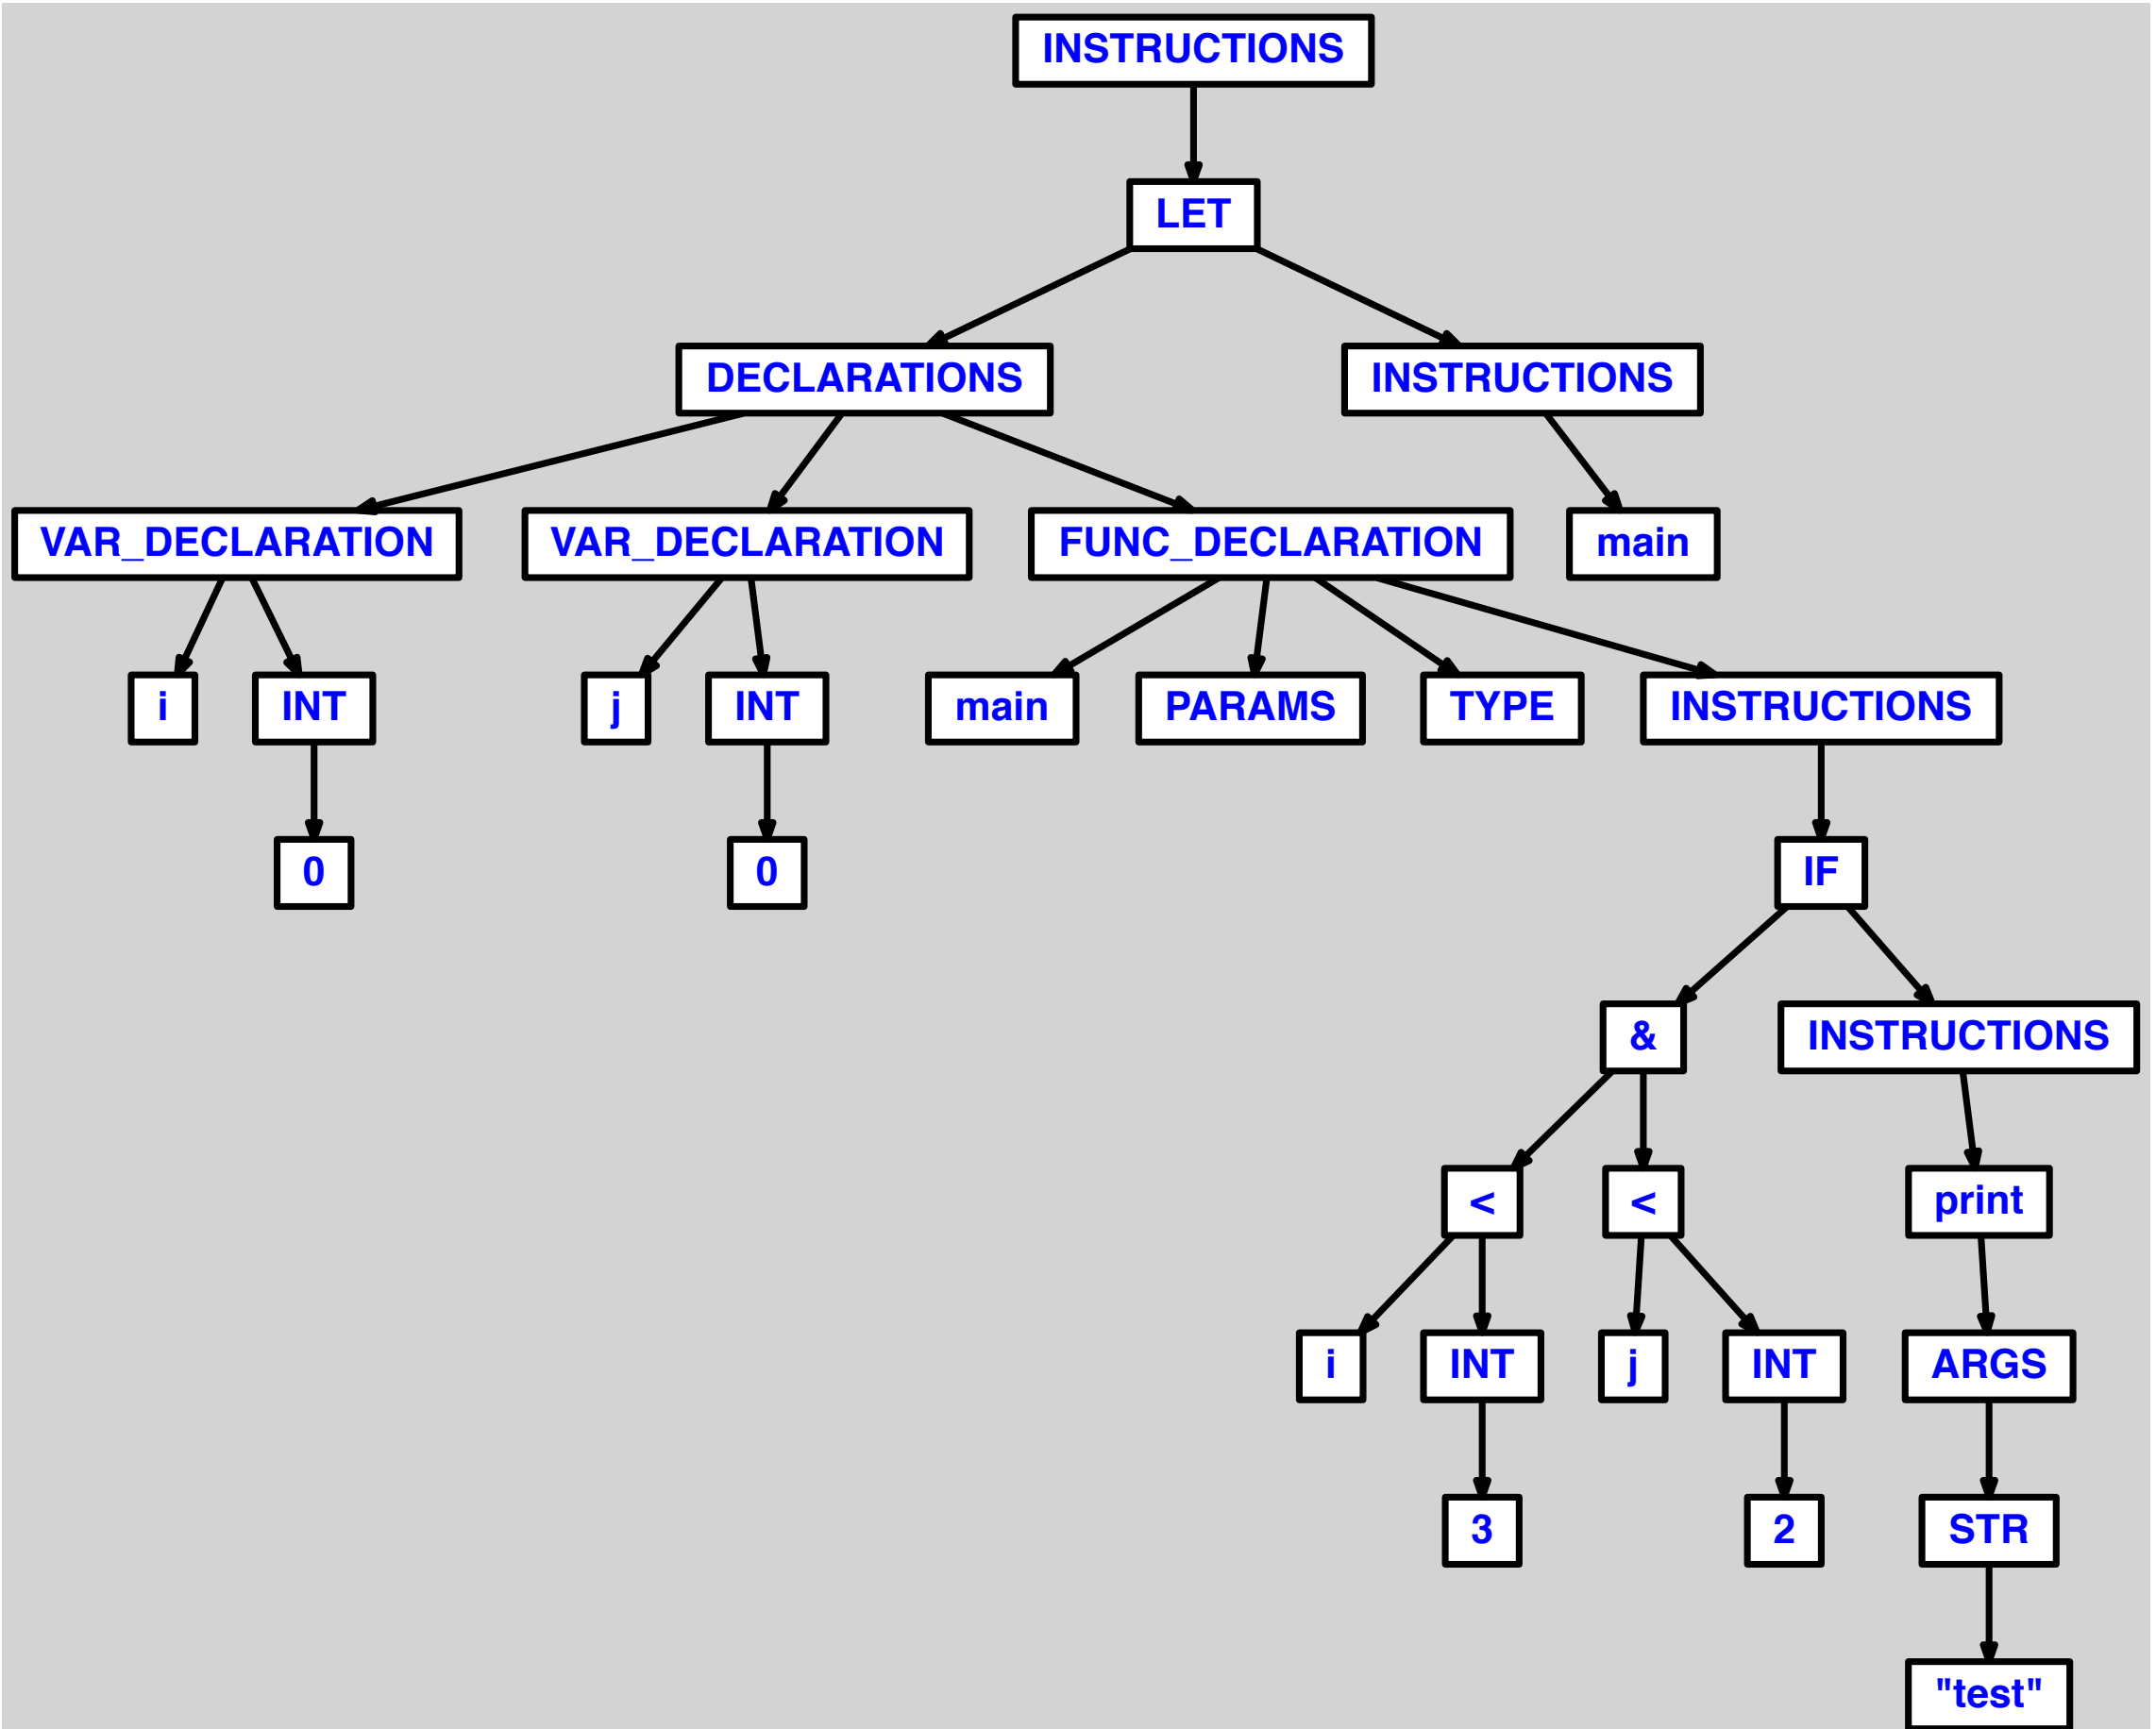 INSTRUCTIONS
LET
DECLARATIONS
INSTRUCTIONS
VAR_DECLARATION
VAR_DECLARATION
FUNC_DECLARATION
main
i
INT
j
INT
main
PARAMS
TYPE
INSTRUCTIONS
0
0
IF
&
INSTRUCTIONS
<
<
print
i
INT
j
INT
ARGS
3
2
STR
"test"